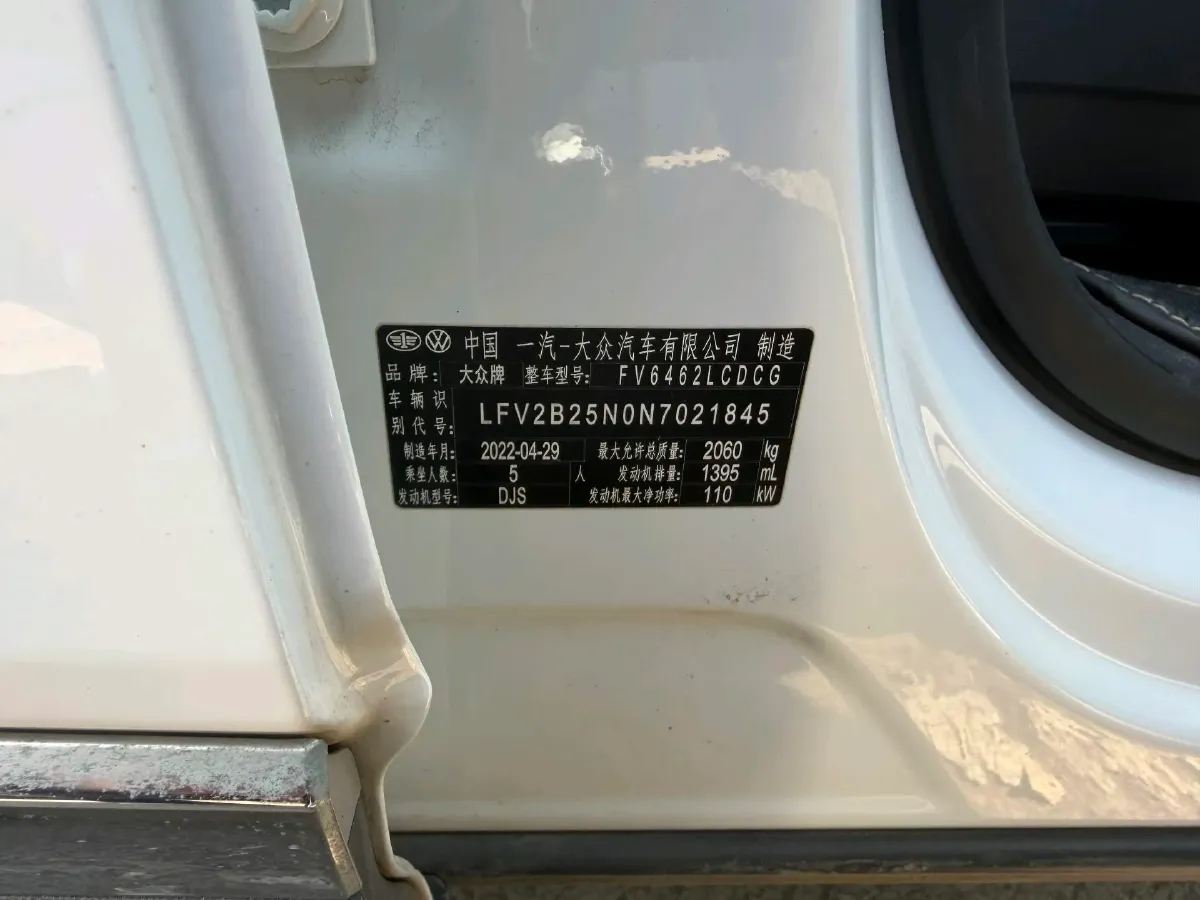 中国 一汽-大众汽车有限公司 制造
品牌: 大众牌 整车型号: FV6462LCDCG
车辆识别代号: LFV2B25N0N7021845
制造年月: 2022-04-29 最大允许总质量: 2060 kg
乘坐人数: 5 人 发动机排量: 1395 mL
发动机型号: DJS 发动机最大净功率: 110 kW